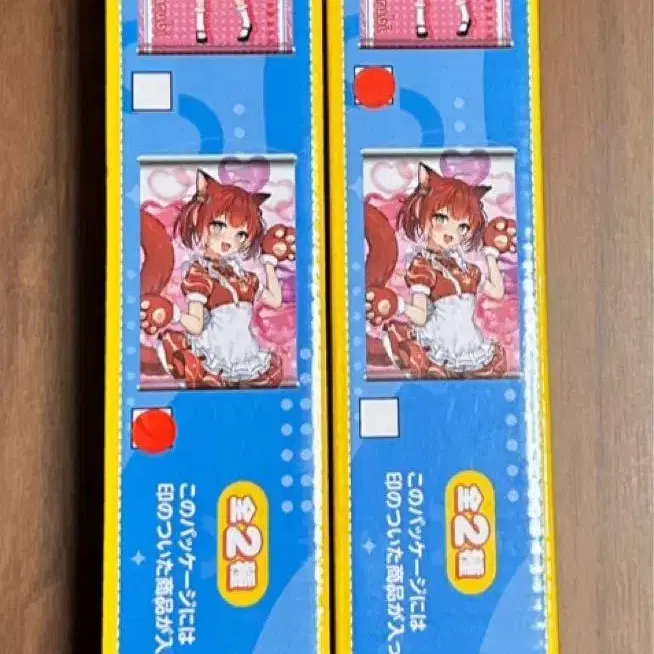 全2種
このパッケージには
印のついた商品が入
全2種
このパッケージには
印のついた商品が入っ